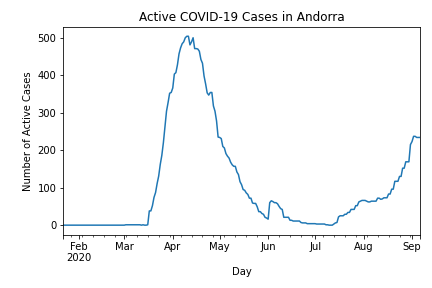 Active COVID-19 Cases in Andorra
Number of Active Cases
500
400
300
200
100
0
Feb Mar Apr May Jun Jul Aug Sep
2020
Day